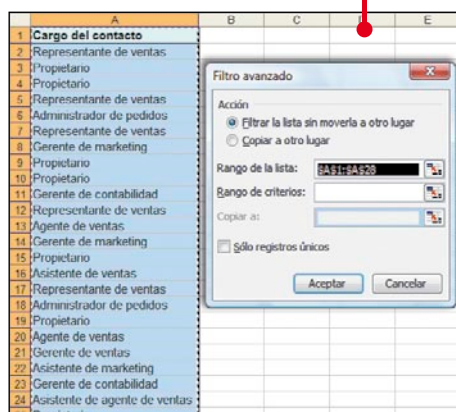 A B C E
1 Cargo del contacto
2 Representante de ventas
3 Propietario
4 Propietario
5 Representante de ventas
6 Administrador de pedidos
7 Representante de ventas
8 Gerente de marketing
9 Propietario
10 Propietario
11 Gerente de contabilidad
12 Representante de ventas
13 Agente de ventas
14 Gerente de marketing
15 Propietario
16 Asistente de ventas
17 Representante de ventas
18 Administrador de pedidos
19 Propietario
20 Agente de ventas
21 Gerente de ventas
22 Asistente de marketing
23 Gerente de contabilidad
24 Asistente de agente de ventas
Filtro avanzado
Acción
Filtrar la lista sin moverla a otro lugar
Copiar a otro lugar
Rango de la lista: $A$1:$A$28
Rango de criterios:
Copiar a:
Sólo registros únicos
Aceptar Cancelar